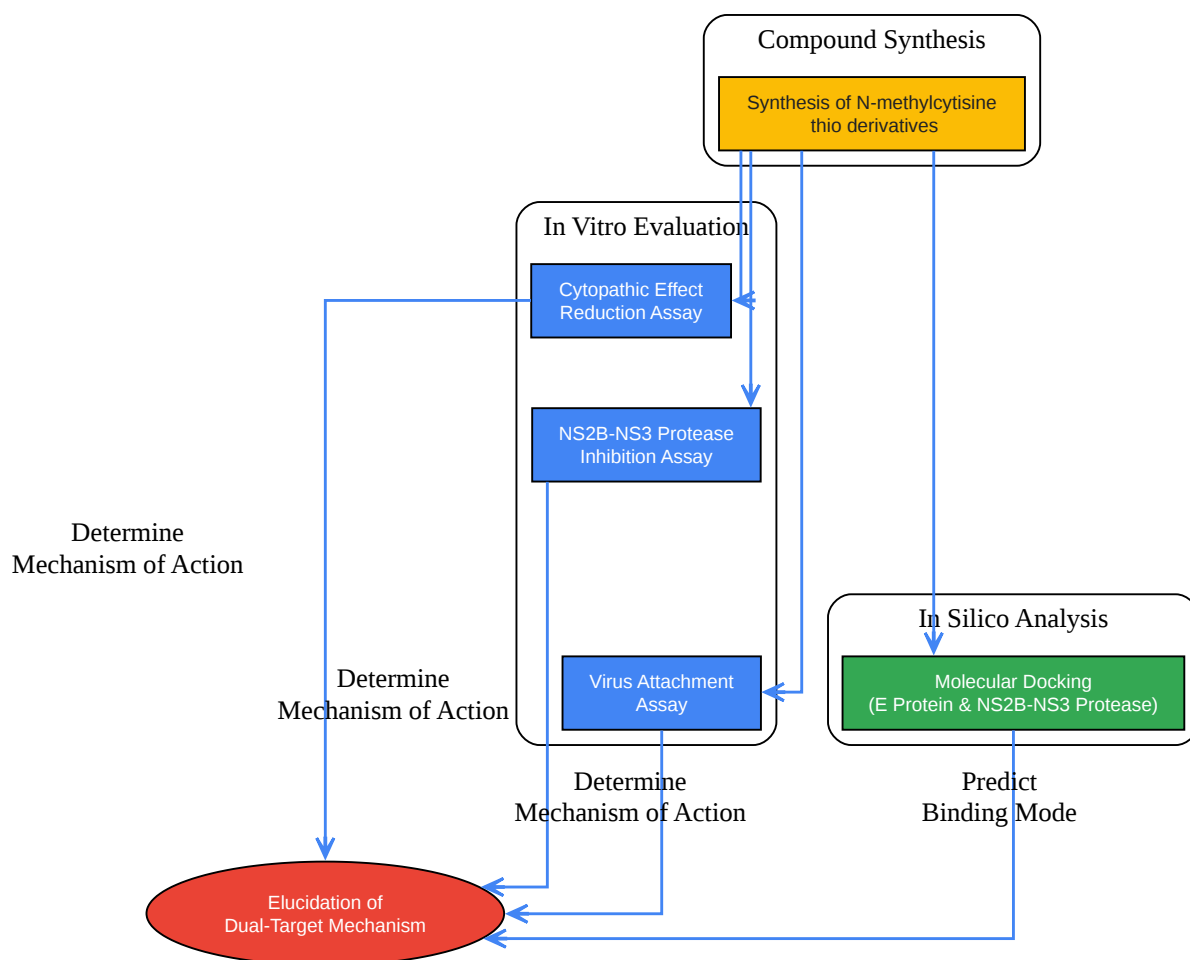 Compound Synthesis
Synthesis of N-methylcytisine
thio derivatives
In Vitro Evaluation
Cytopathic Effect
Reduction Assay
NS2B-NS3 Protease
Inhibition Assay
Determine
Mechanism of Action
In Silico Analysis
Virus Attachment
Assay
Molecular Docking
(E Protein & NS2B-NS3 Protease)
Determine
Mechanism of Action
Determine
Mechanism of Action
Predict
Binding Mode
Elucidation of
Dual-Target Mechanism